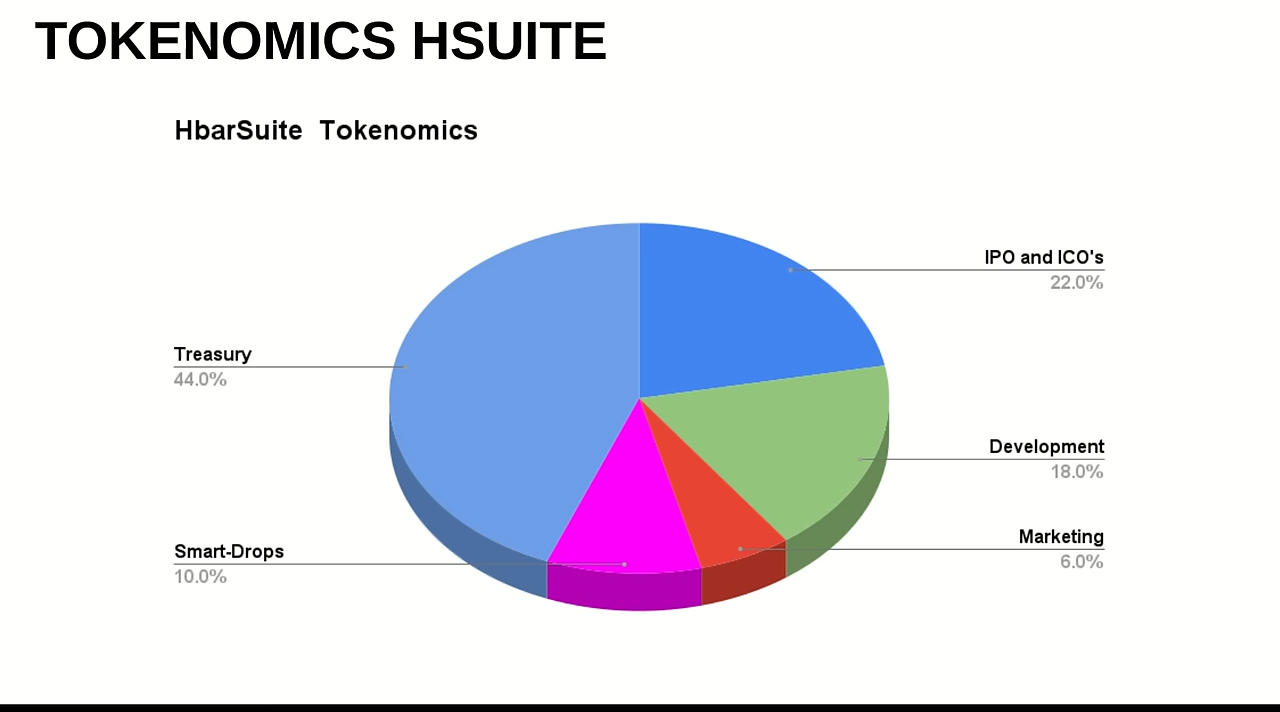 TOKENOMICS HSUITE
HbarSuite Tokenomics
IPO and ICO's
22.0%
Treasury
44.0%
Development
18.0%
Marketing
6.0%
Smart-Drops
10.0%